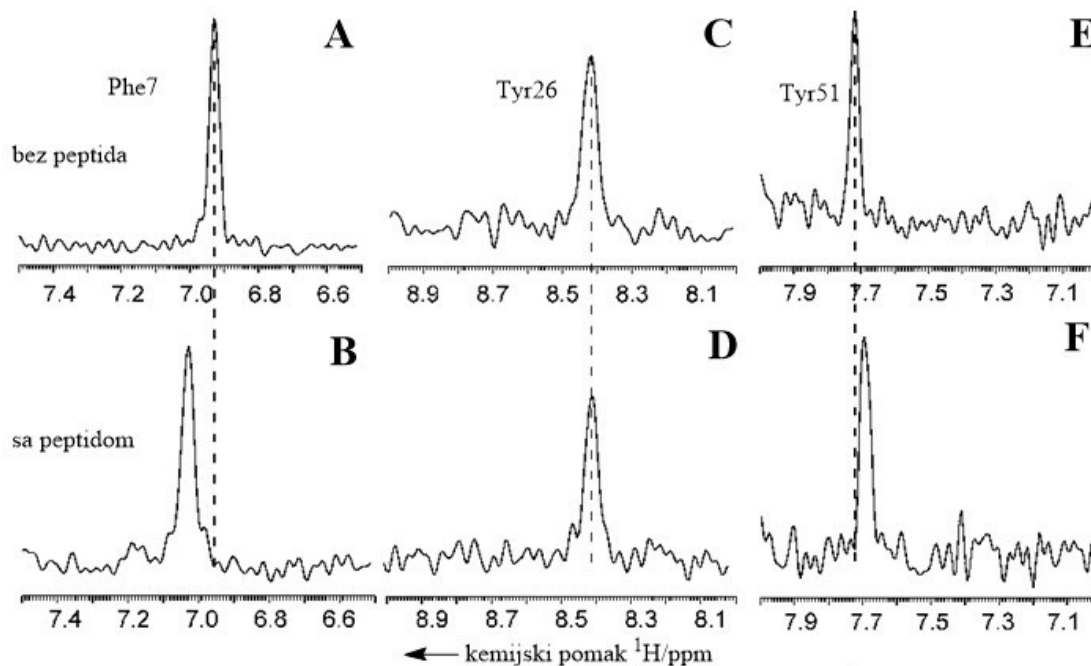 A
C
E
Phe7
Tyr26
Tyr51
bez peptida
7.4 7.2 7.0 6.8 6.6
8.9 8.7 8.5 8.3 8.1
7.9 7.7 7.5 7.3 7.1
B
D
F
sa peptidom
7.4 7.2 7.0 6.8 6.6
8.9 8.7 8.5 8.3 8.1
7.9 7.7 7.5 7.3 7.1
← kemijski pomak ¹H/ppm